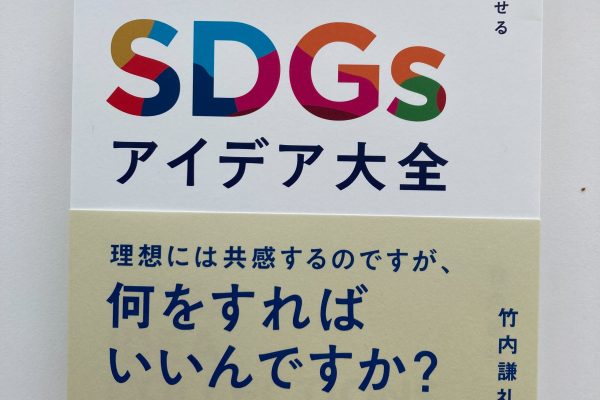 せる
SDGs
アイデア大全
理想には共感するのですが、
何をすれば
いいんですか？
竹内謙礼